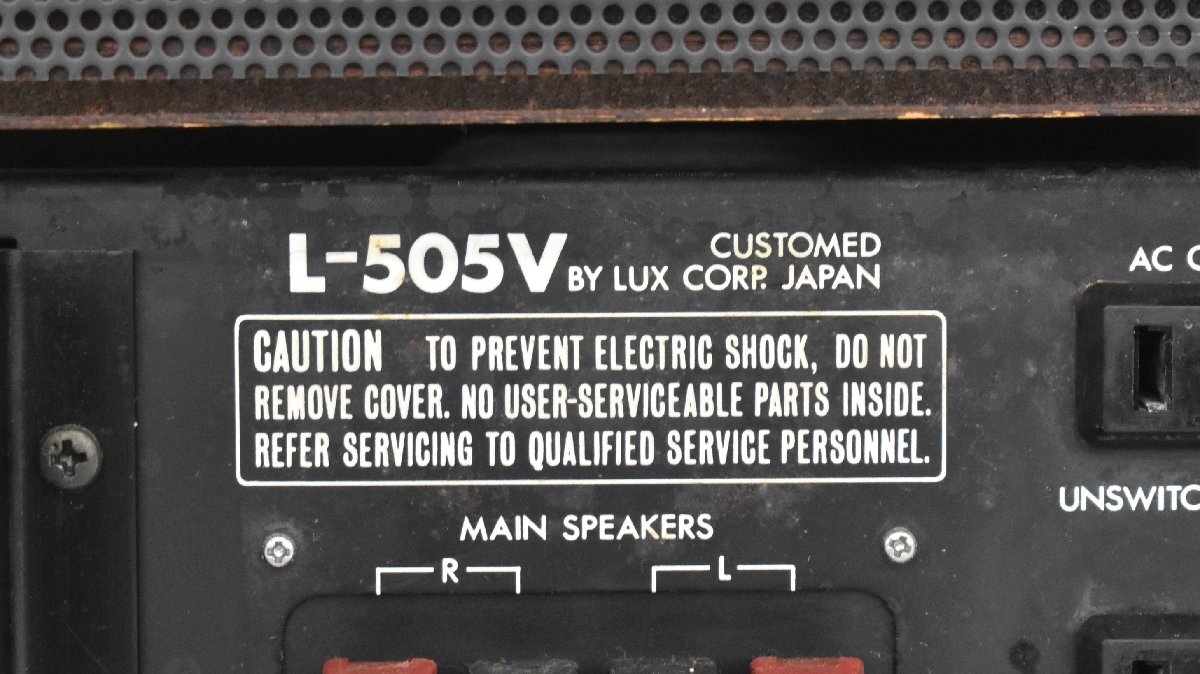 L-505V CUSTOMED
BY LUX CORP. JAPAN
AC
CAUTION TO PREVENT ELECTRIC SHOCK, DO NOT
REMOVE COVER. NO USER-SERVICEABLE PARTS INSIDE.
REFER SERVICING TO QUALIFIED SERVICE PERSONNEL.
UNSWITC
MAIN SPEAKERS
R L